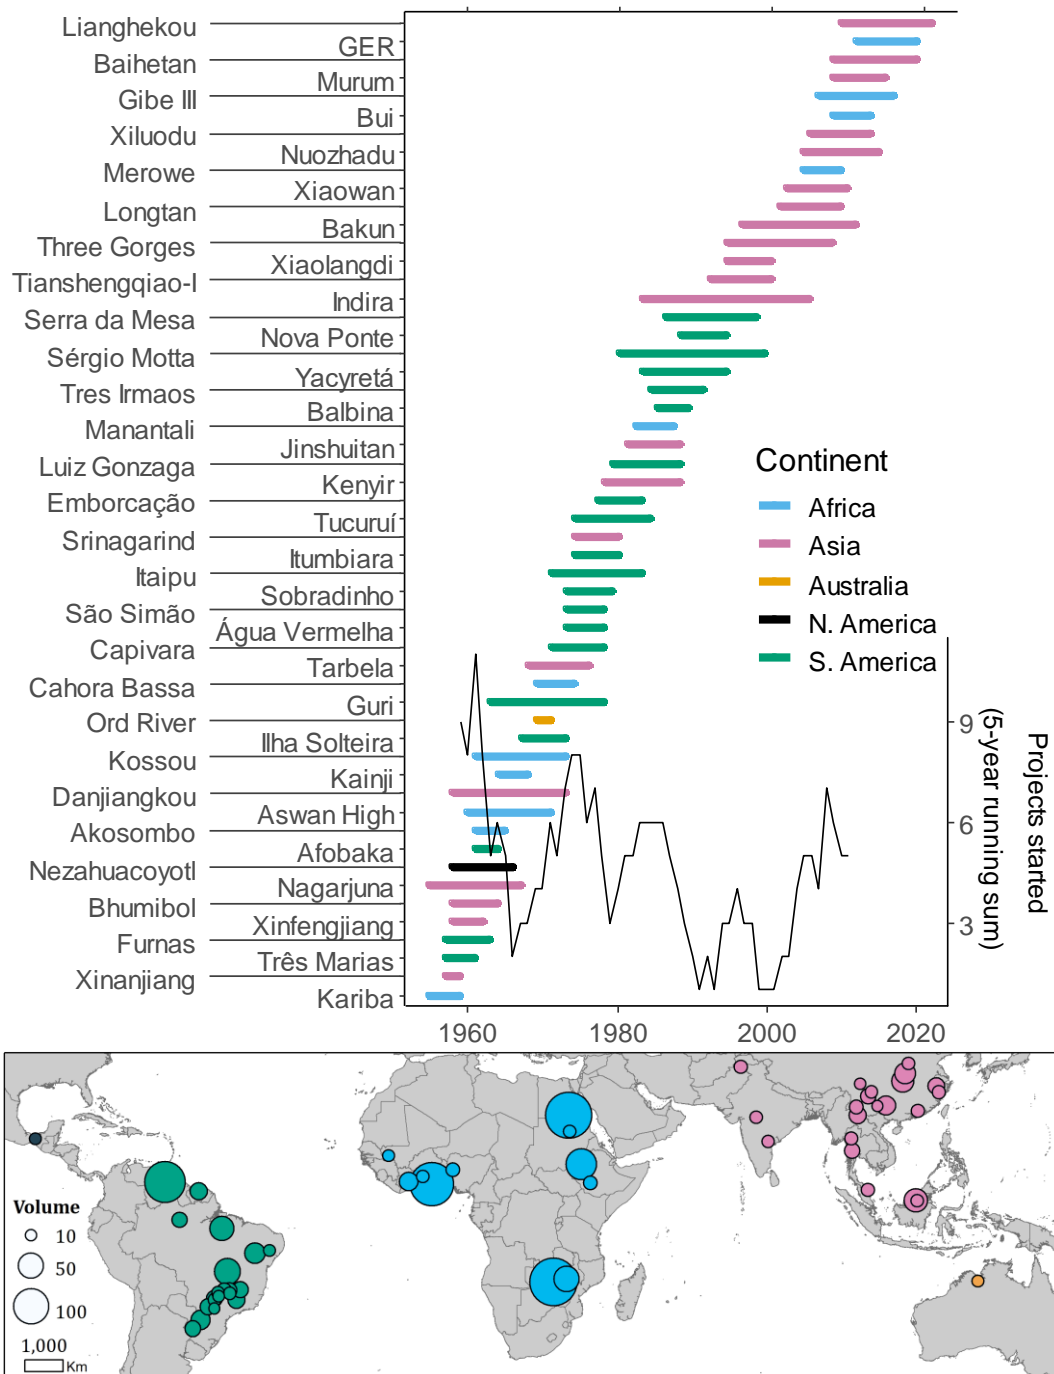 Lianghekou
GER
Baihetan
Murum
Gibe III
Bui
Xiluodu
Nuozhadu
Merowe
Xiaowan
Longtan
Bakun
Three Gorges
Xiaolangdi
Tianshengqiao-I
Indira
Serra da Mesa
Nova Ponte
Sérgio Motta
Yacyretá
Tres Irmaos
Balbina
Manantali
Jinshuitan
Luiz Gonzaga
Kenyir
Emborcação
Tucuruí
Srinagarind
Itumbiara
Itaipu
Sobradinho
São Simão
Água Vermelha
Capivara
Tarbela
Cahora Bassa
Guri
Ord River
Ilha Solteira
Kossou
Kainji
Danjiangkou
Aswan High
Akosombo
Afobaka
Nezahuacoyotl
Nagarjuna
Bhumibol
Xinfengjiang
Furnas
Três Marias
Xinanjiang
Kariba
Continent
Africa
Asia
Australia
N. America
S. America
9
6
3
Projects started
(5-year running sum)
1960 1980 2000 2020
Volume
10
50
100
1,000
Km